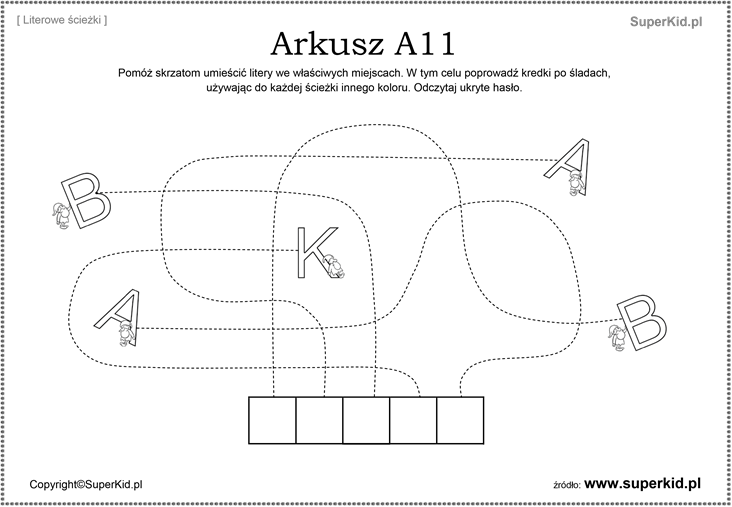 [ Literowe ścieżki ]
SuperKid.pl
Arkusz A11
Pomóż skrzatom umieścić litery we właściwych miejscach. W tym celu poprowadź kredki po śladach,
używając do każdej ścieżki innego koloru. Odczytaj ukryte hasło.
A
B
K
A
B
Copyright©SuperKid.pl
źródło: www.superkid.pl